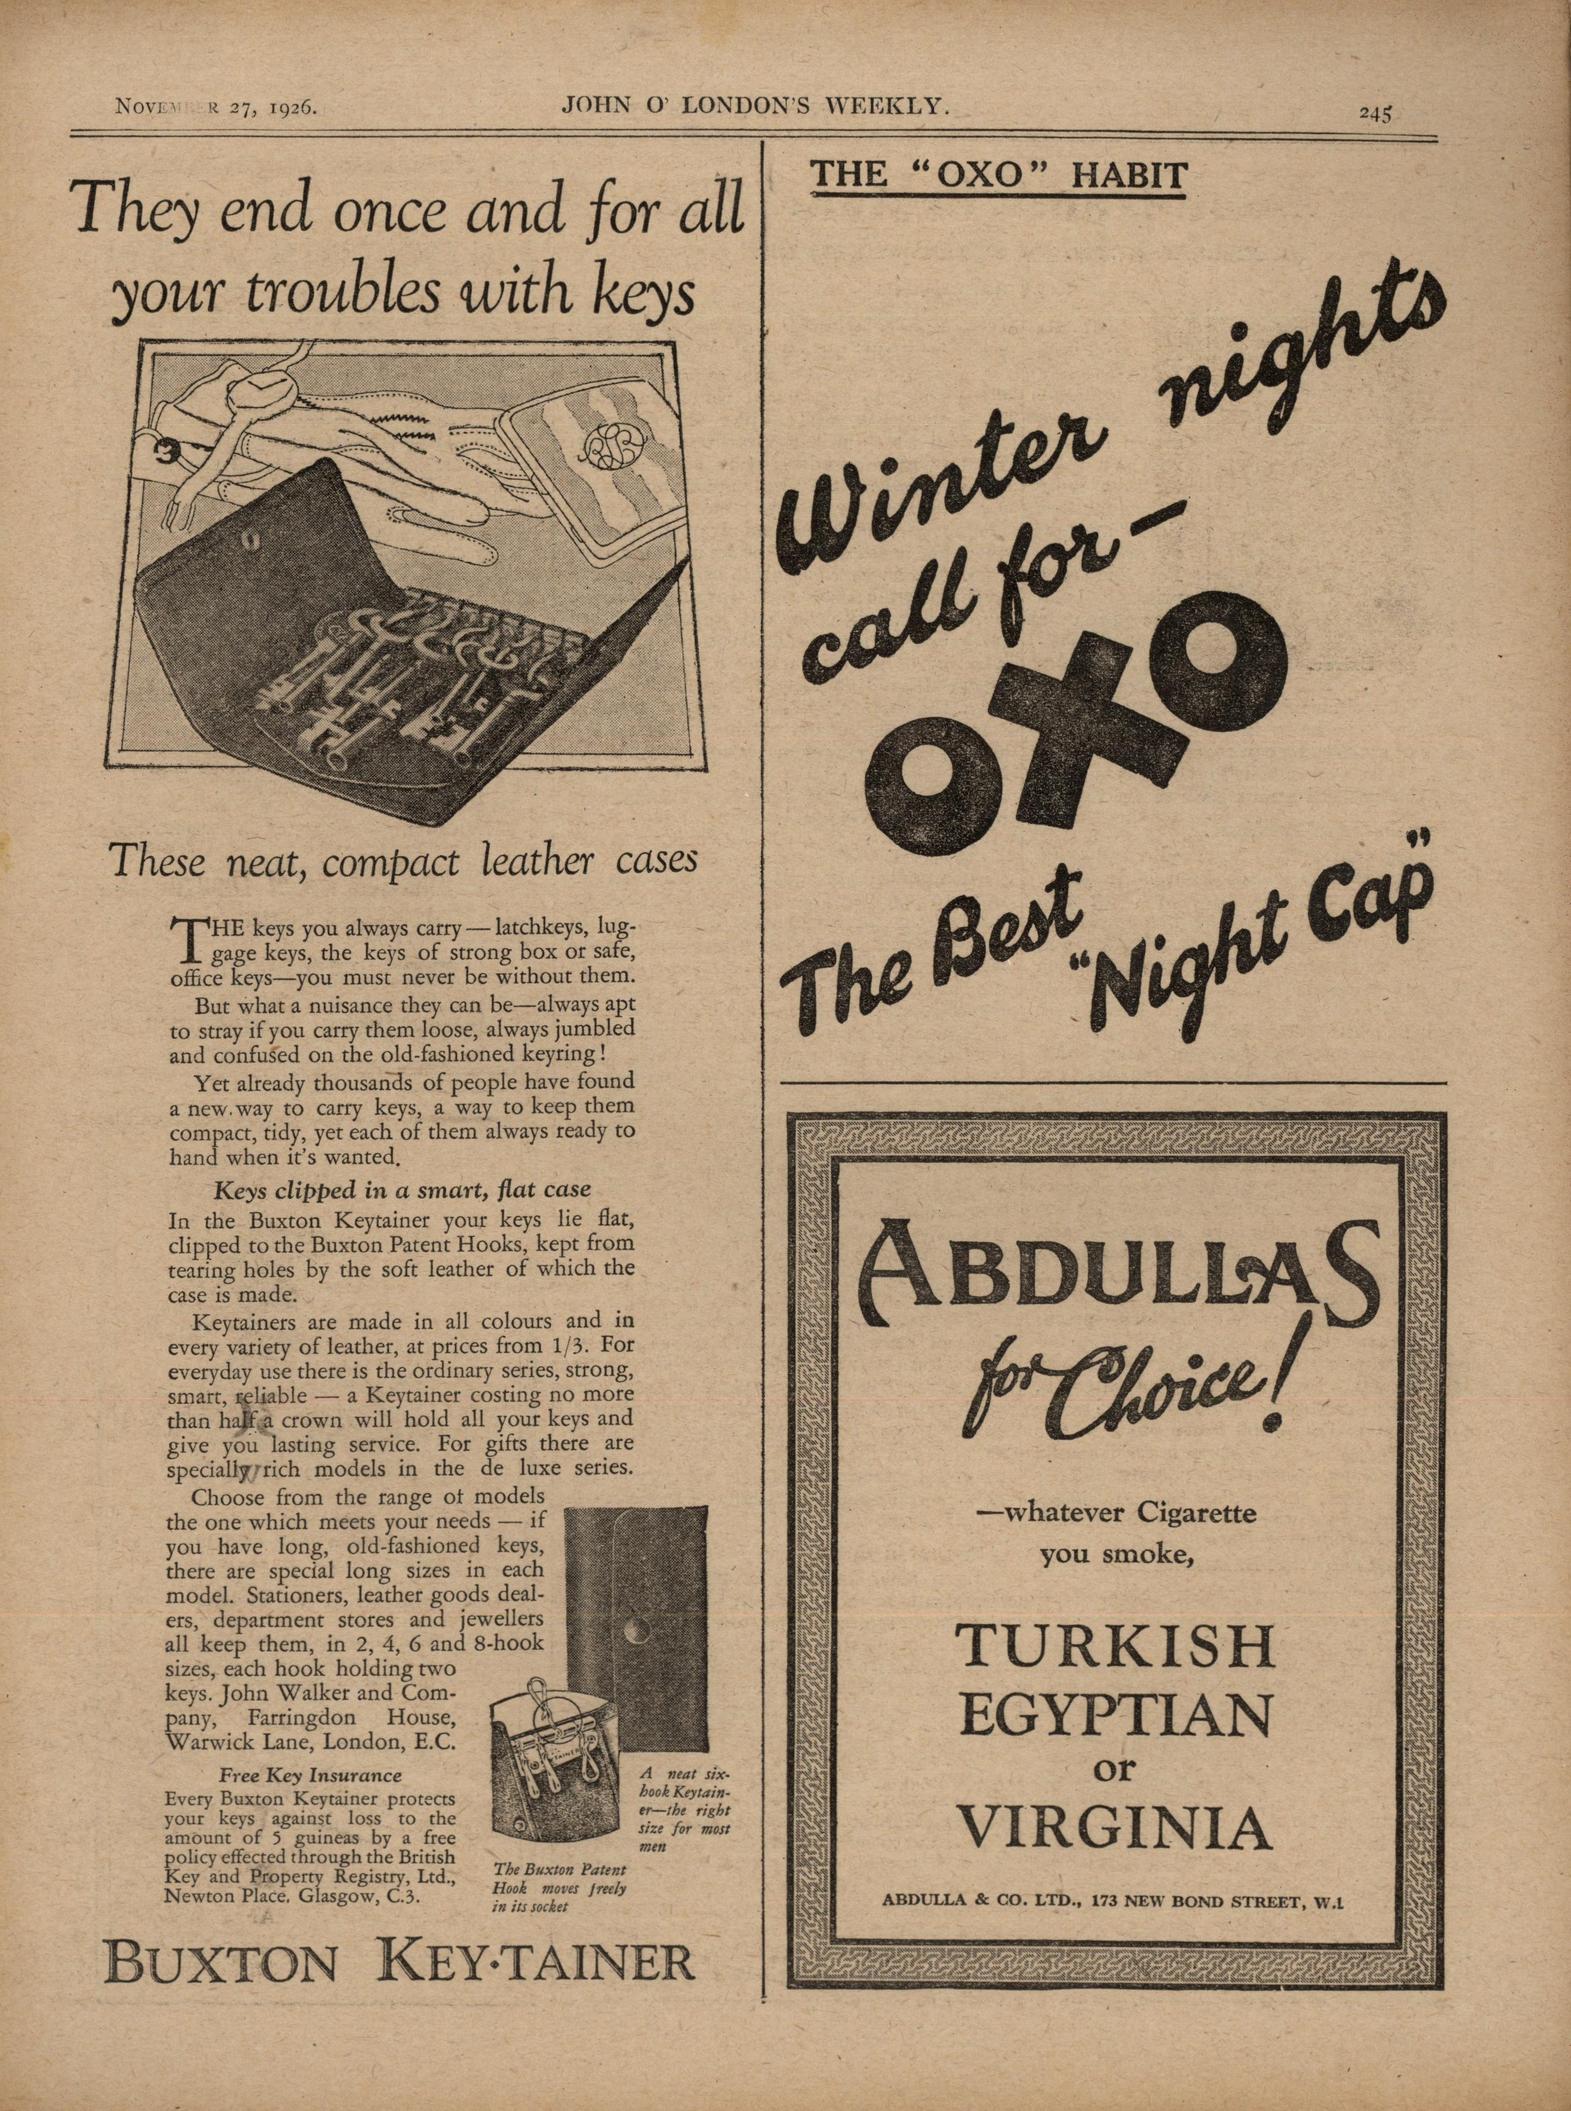 NOVEMBER 27, 1926.
JOHN O' LONDON'S WEEKLY.
245
They end once and for all
your troubles with keys
These neat, compact leather cases
THE keys you always carry — latchkeys, lug-
gage keys, the keys of strong box or safe,
office keys—you must never be without them.
But what a nuisance they can be—always apt
to stray if you carry them loose, always jumbled
and confused on the old-fashioned keyring!
Yet already thousands of people have found
a new way to carry keys, a way to keep them
compact, tidy, yet each of them always ready to
hand when it's wanted.
Keys clipped in a smart, flat case
In the Buxton Keytainer your keys lie flat,
clipped to the Buxton Patent Hooks, kept from
tearing holes by the soft leather of which the
case is made.
Keytainers are made in all colours and in
every variety of leather, at prices from 1/3. For
everyday use there is the ordinary series, strong,
smart, reliable — a Keytainer costing no more
than half a crown will hold all your keys and
give you lasting service. For gifts there are
specially rich models in the de luxe series.
Choose from the range of models
the one which meets your needs — if
you have long, old-fashioned keys,
there are special long sizes in each
model. Stationers, leather goods deal-
ers, department stores and jewellers
all keep them, in 2, 4, 6 and 8-hook
sizes, each hook holding two
keys. John Walker and Com-
pany, Farringdon House,
Warwick Lane, London, E.C.
Free Key Insurance
Every Buxton Keytainer protects
your keys against loss to the
amount of 5 guineas by a free
policy effected through the British
Key and Property Registry, Ltd.,
Newton Place, Glasgow, C.3.
A neat six-
hook Keytain-
er—the right
size for most
men
The Buxton Patent
Hook moves freely
in its socket
BUXTON KEY·TAINER
THE "OXO" HABIT
Winter nights
call for—
OXO
The Best
"Night Cap"
ABDULLAS
for Choice!
—whatever Cigarette
you smoke,
TURKISH
EGYPTIAN
or
VIRGINIA
ABDULLA & CO. LTD., 173 NEW BOND STREET, W.1